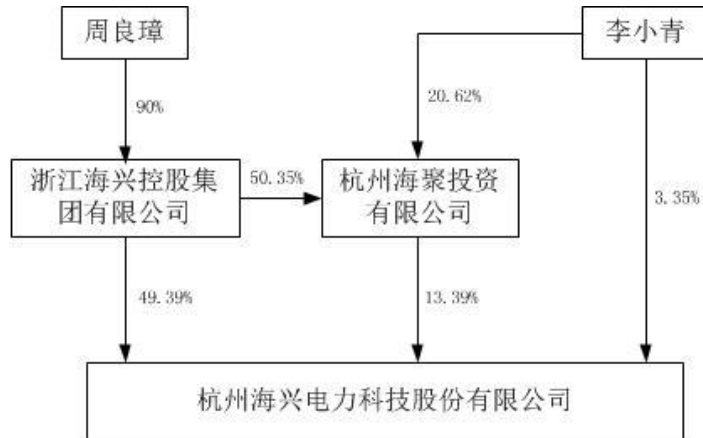 周良璋
李小青
90%
20.62%
浙江海兴控股集
团有限公司
50.35%
杭州海聚投资
有限公司
3.35%
49.39%
13.39%
杭州海兴电力科技股份有限公司